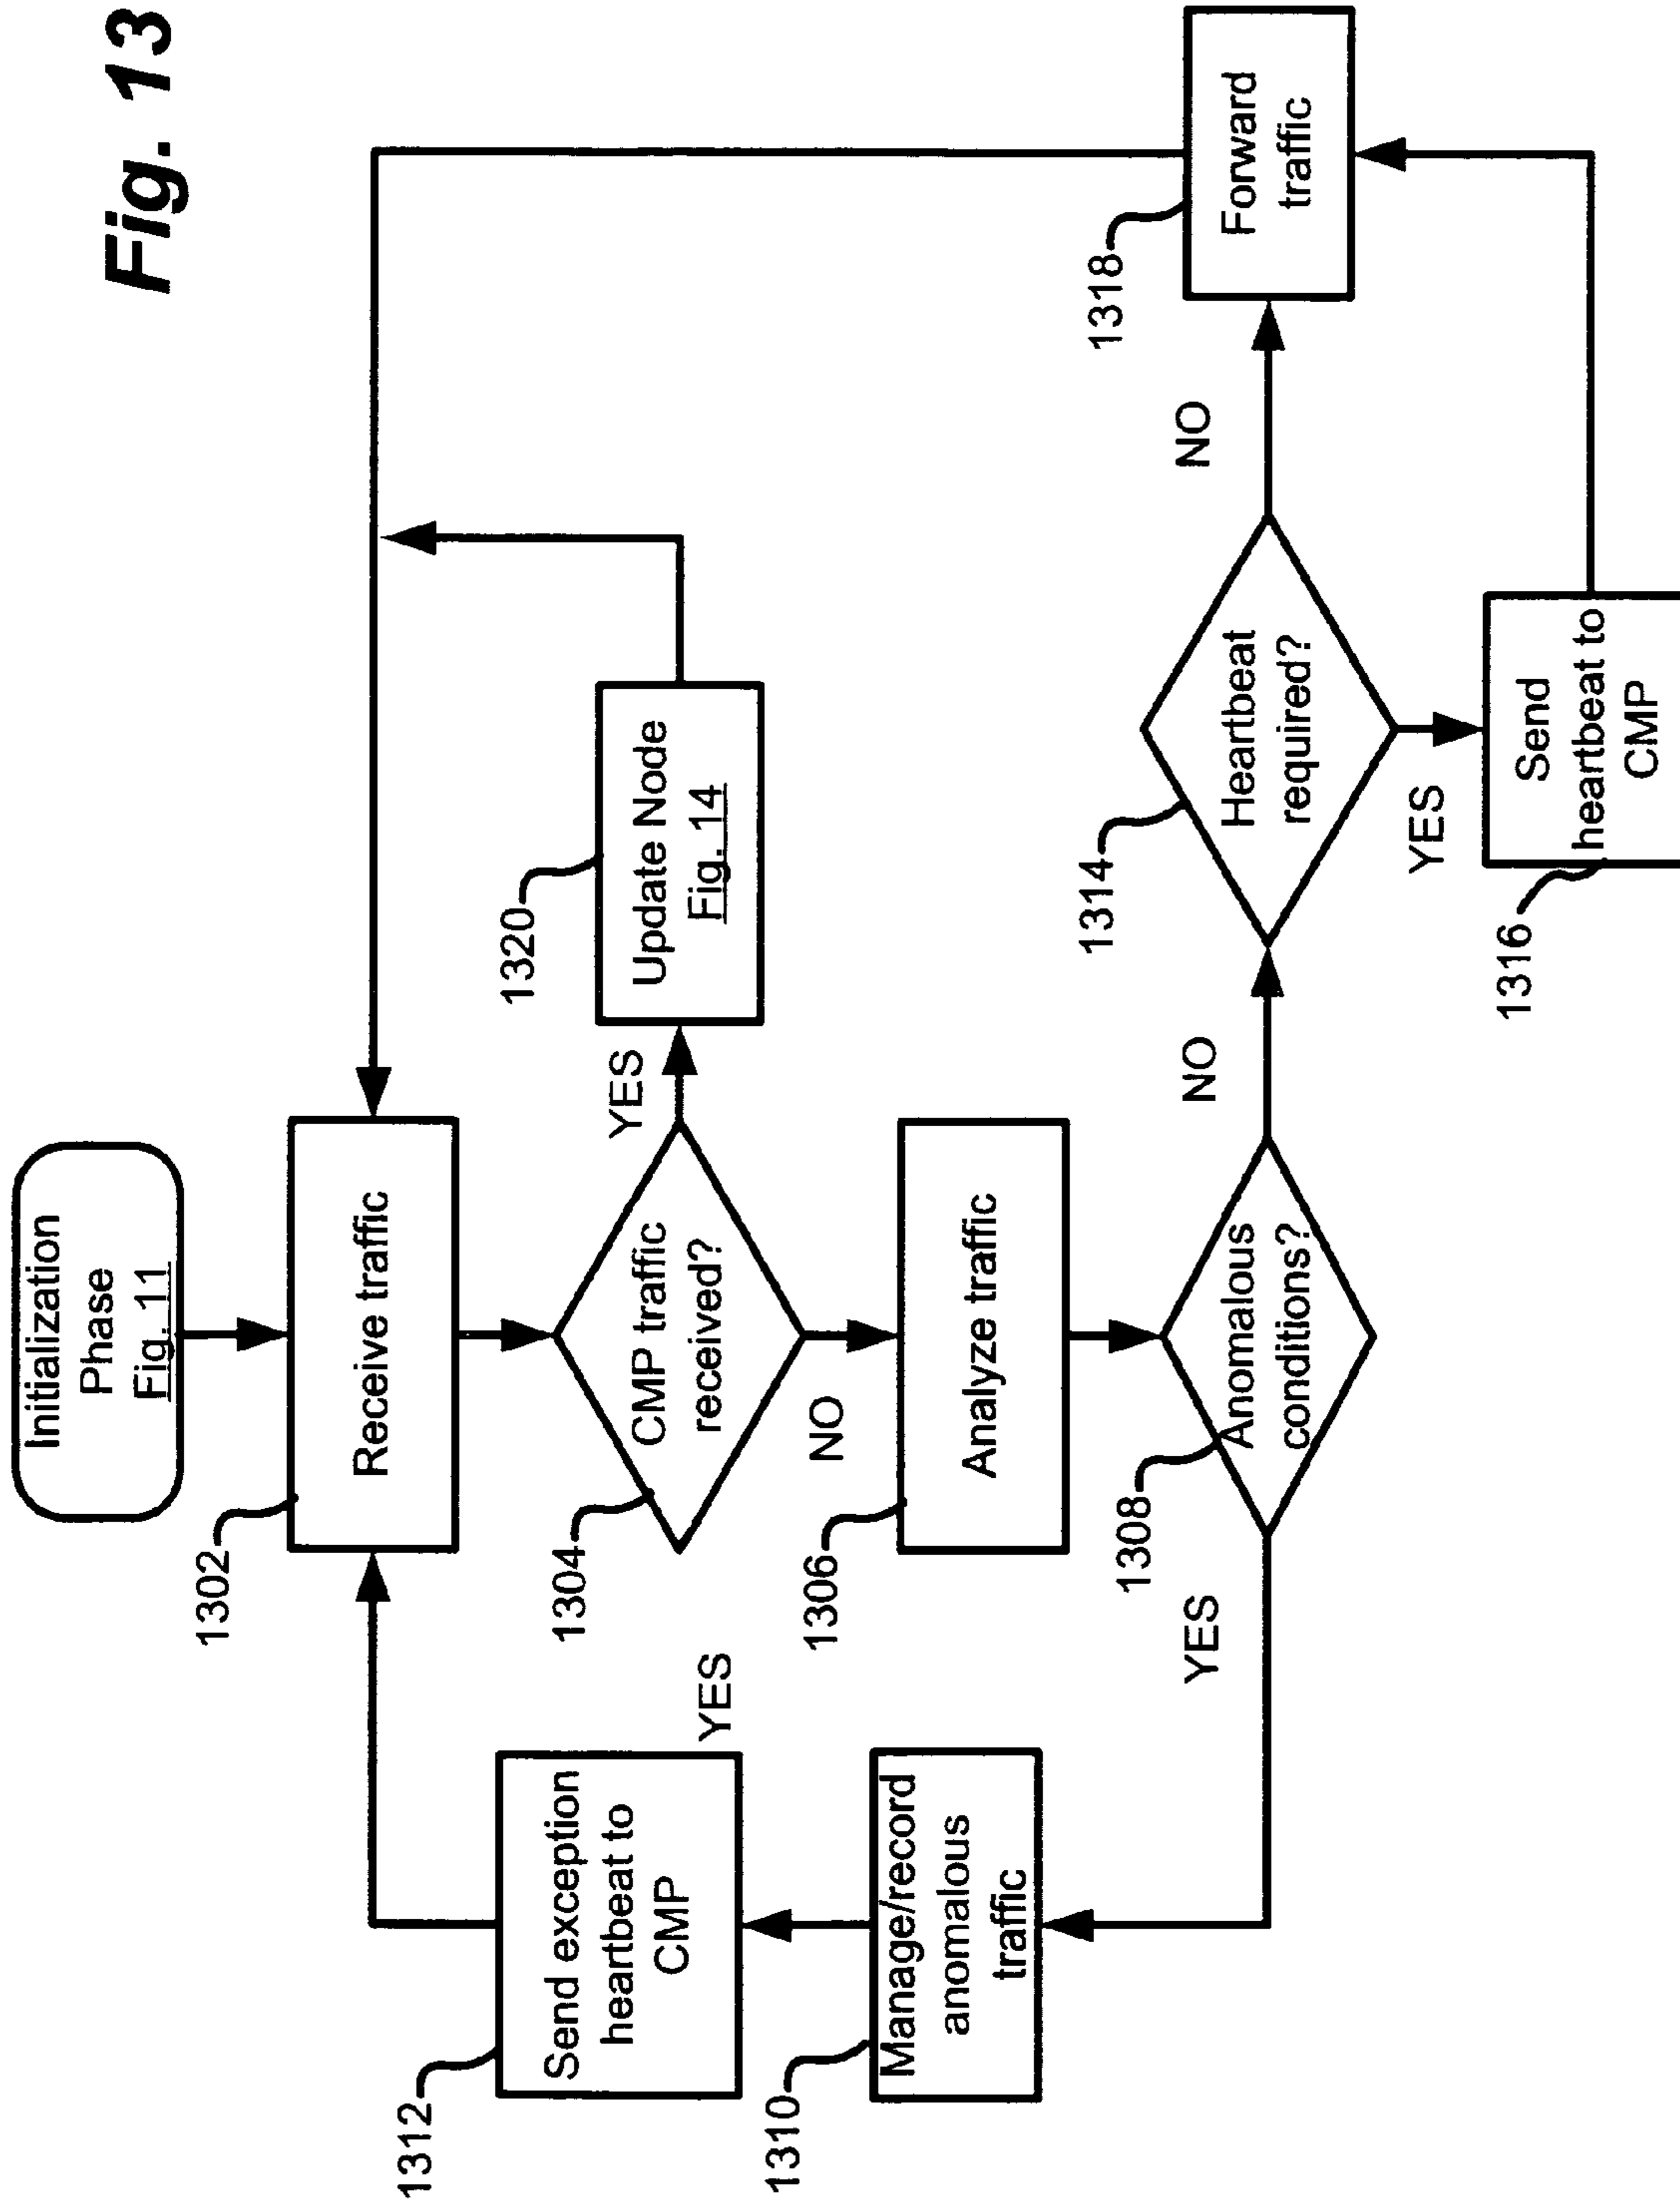 Fig. 13
Initialization
Phase
Fig. 11
1302
Receive traffic
1304
CMP traffic
received?
YES
1320
Update Node
Fig. 14
NO
1306
Analyze traffic
1308
Anomalous
conditions?
YES
1310
Manage/record
anomalous
traffic
1312
Send exception
heartbeat to
CMP
YES
NO
1314
Heartbeat
required?
YES
1316
Send
heartbeat to
CMP
NO
1318
Forward
traffic